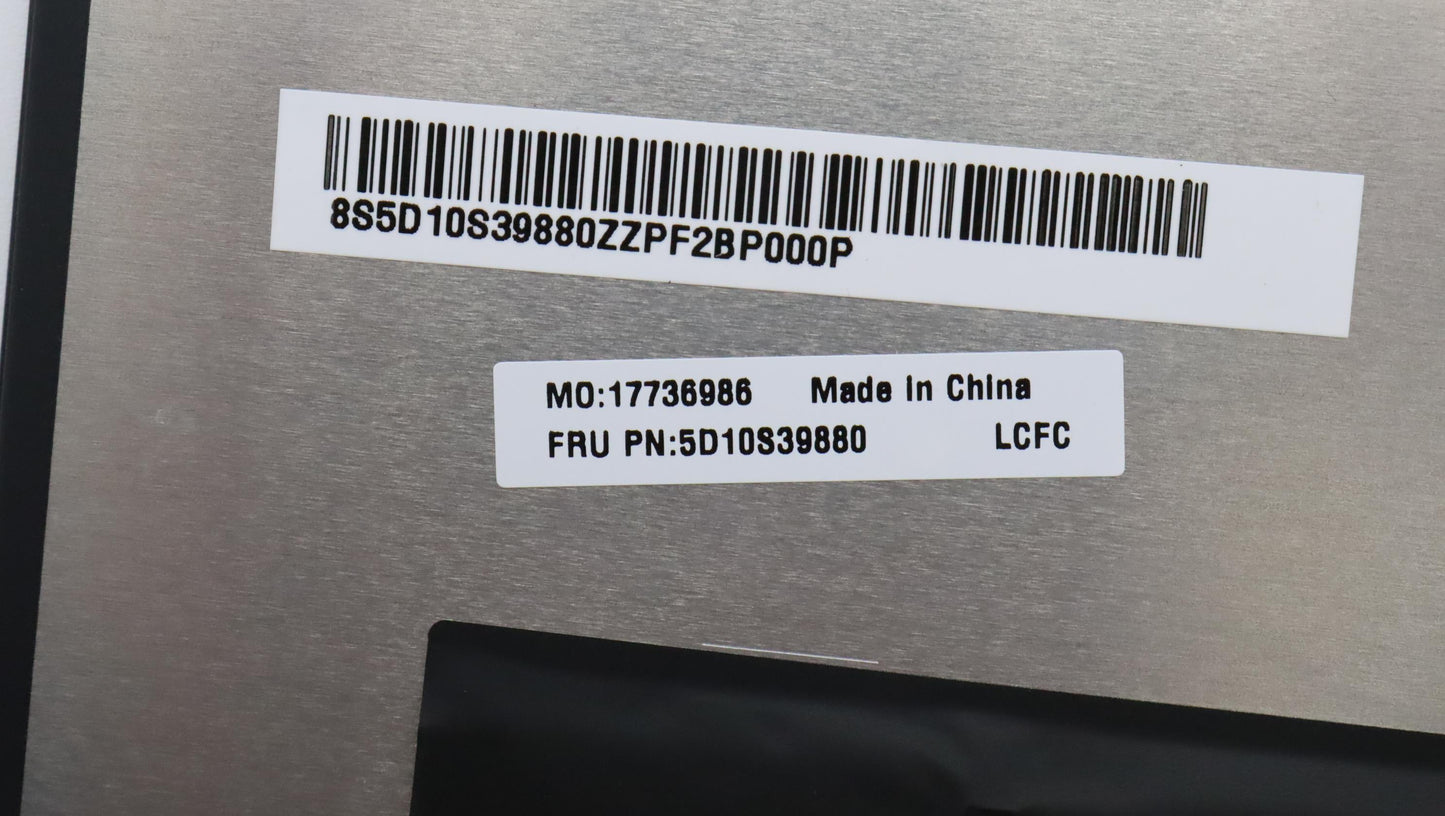 8S5D10S39880ZZPF2BP000P
MO:17736986 Made in China
FRU PN:5D10S39880 LCFC